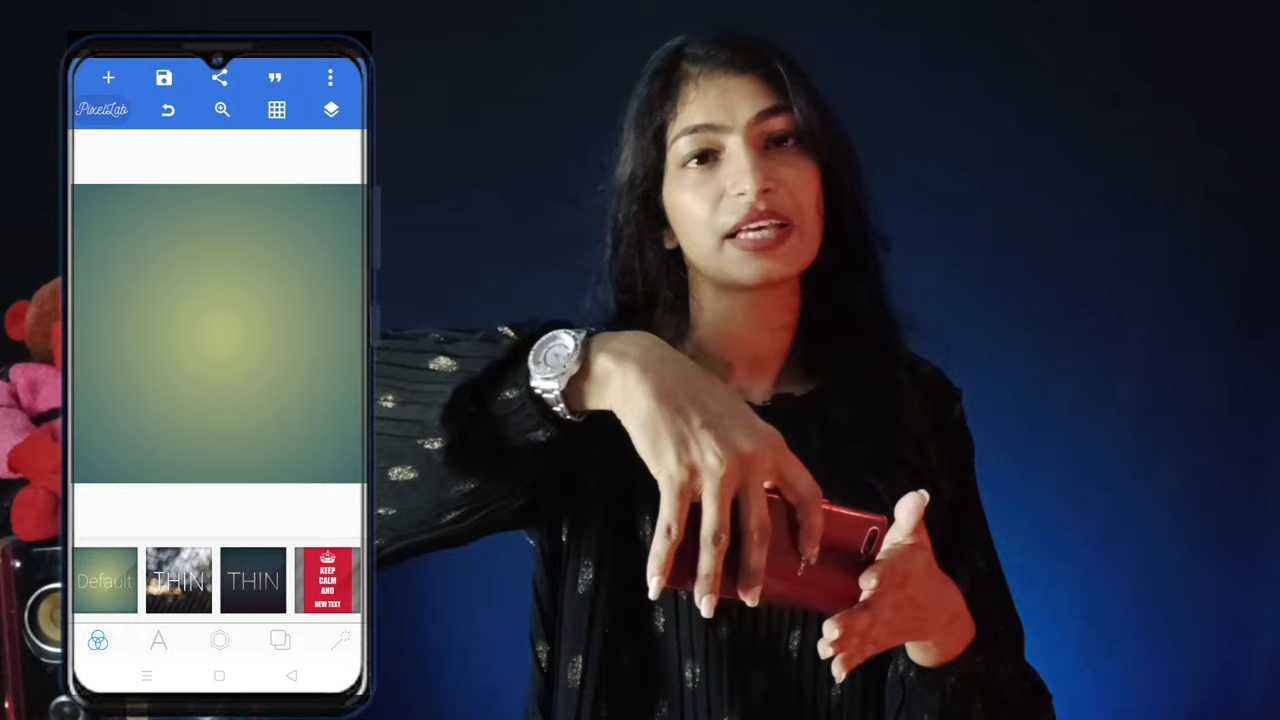 PixelLab
Default
THIN
THIN
KEEP
CALM
AND
NEW TEXT
A